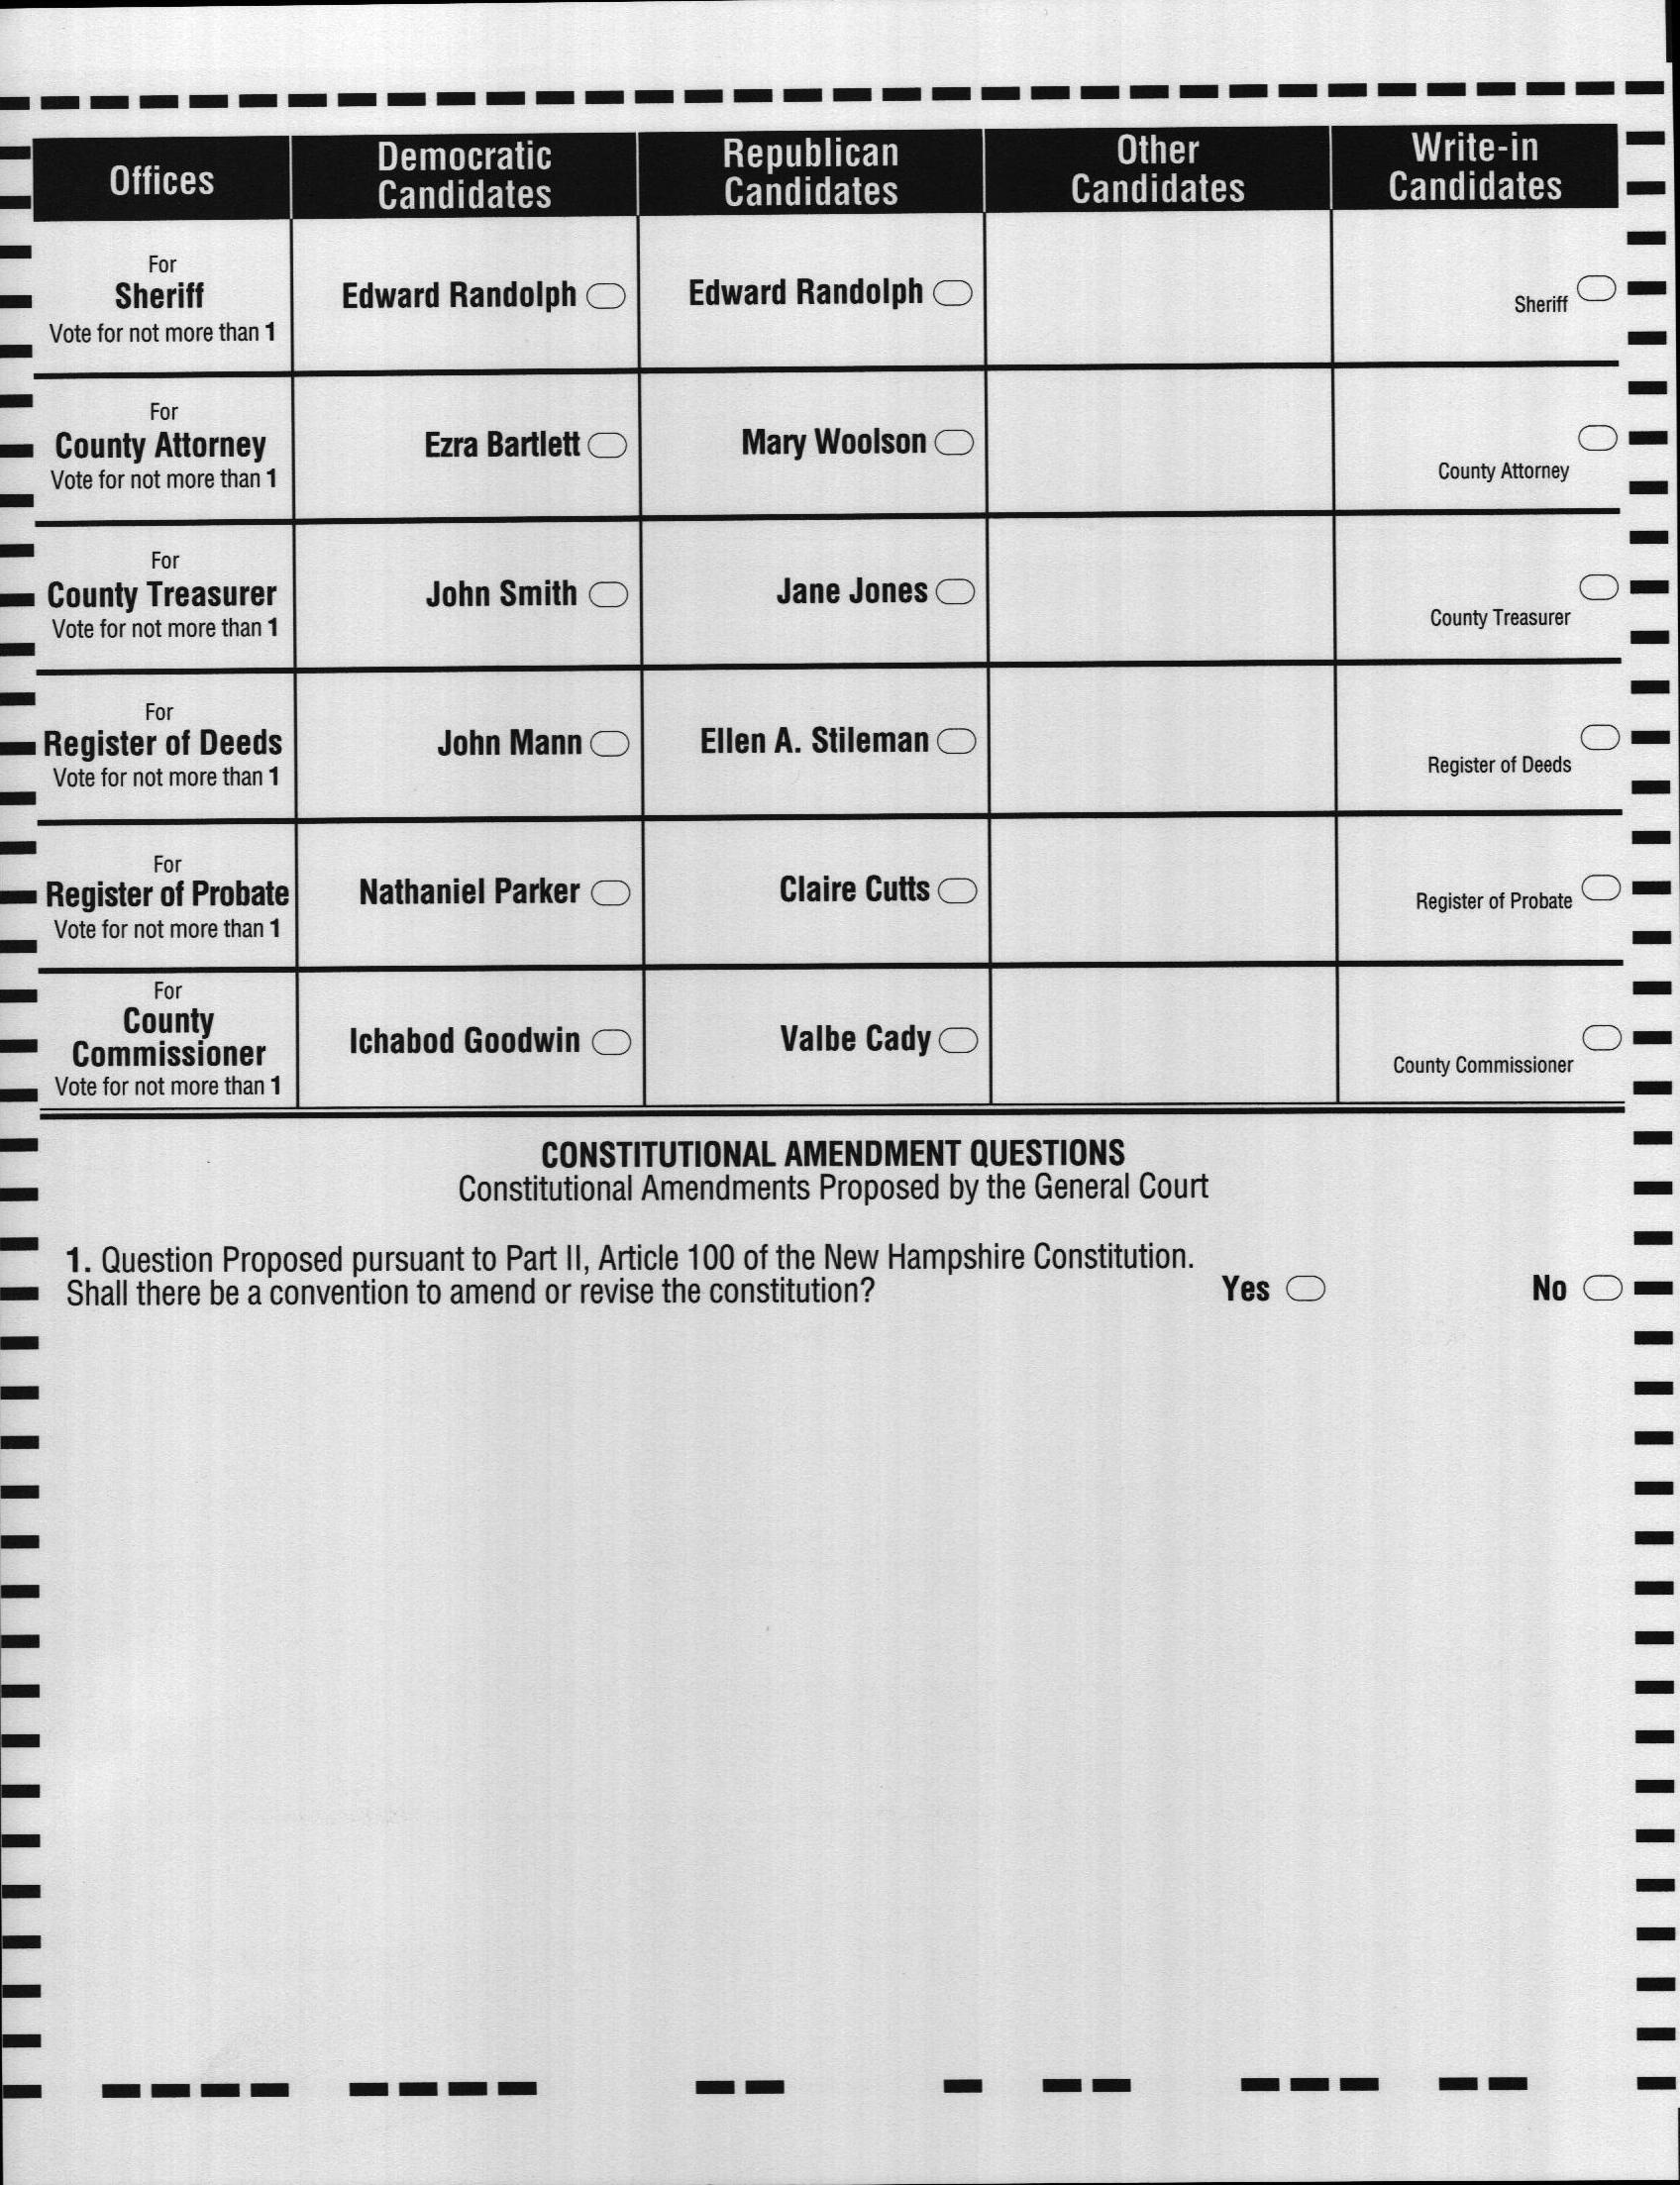 Offices
Democratic
Candidates
Republican
Candidates
Other
Candidates
Write-in
Candidates
For
Sheriff
Vote for not more than 1
Edward Randolph
Edward Randolph
Sheriff
For
County Attorney
Vote for not more than 1
Ezra Bartlett
Mary Woolson
County Attorney
For
County Treasurer
Vote for not more than 1
John Smith
Jane Jones
County Treasurer
For
Register of Deeds
Vote for not more than 1
John Mann
Ellen A. Stileman
Register of Deeds
For
Register of Probate
Vote for not more than 1
Nathaniel Parker
Claire Cutts
Register of Probate
For
County
Commissioner
Vote for not more than 1
Ichabod Goodwin
Valbe Cady
County Commissioner
CONSTITUTIONAL AMENDMENT QUESTIONS
Constitutional Amendments Proposed by the General Court
1. Question Proposed pursuant to Part II, Article 100 of the New Hampshire Constitution.
Shall there be a convention to amend or revise the constitution?
Yes
No